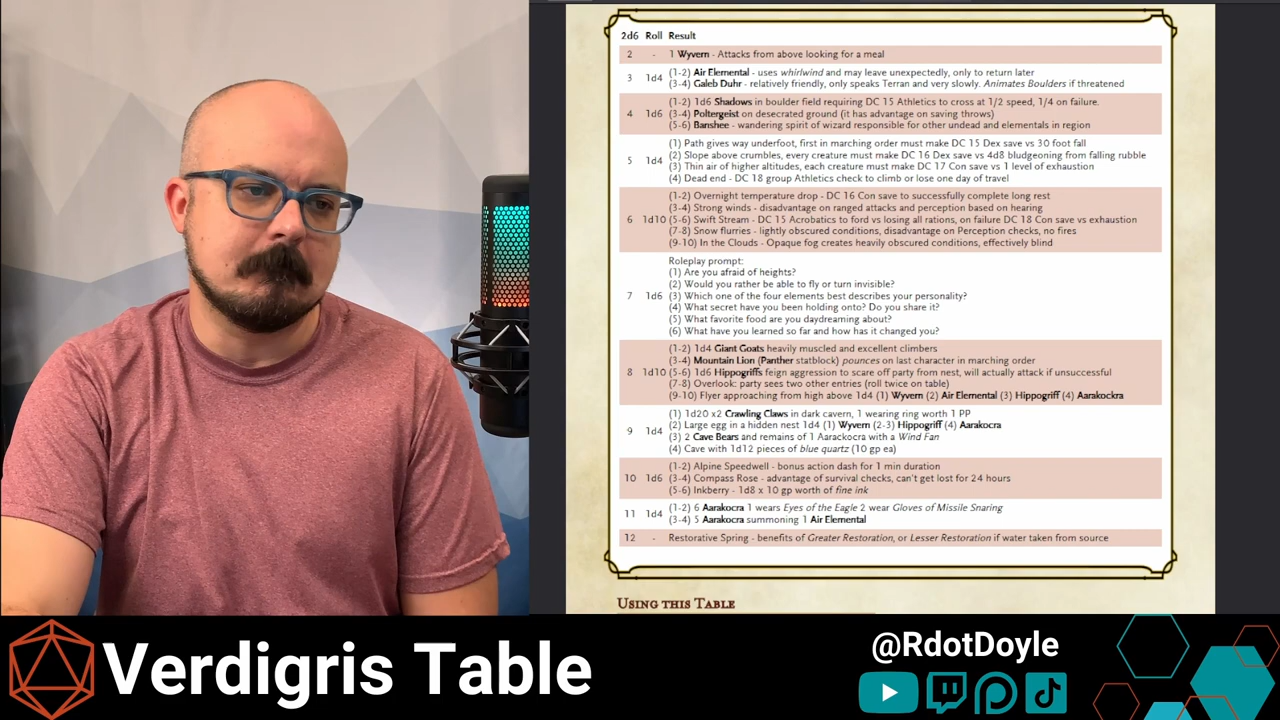 2d6 Roll Result
2 - 1 Wyvern - Attacks from above looking for a meal
3 1d4 (1-2) Air Elemental - uses whirlwind and may leave unexpectedly, only to return later
(3-4) Galeb Duhr - relatively friendly, only speaks Terran and very slowly. Animates Boulders if threatened
4 1d6 (1-2) 1d6 Shadows in boulder field requiring DC 15 Athletics to cross at 1/2 speed, 1/4 on failure.
(3-4) Poltergeist on desecrated ground (it has advantage on saving throws)
(5-6) Banshee - wandering spirit of wizard responsible for other undead and elementals in region
5 1d4 (1) Path gives way underfoot, first in marching order must make DC 15 Dex save vs 30 foot fall
(2) Slope above crumbles, every creature must make DC 16 Dex save vs 4d8 bludgeoning from falling rubble
(3) Thin air of higher altitudes, each creature must make DC 17 Con save vs 1 level of exhaustion
(4) Dead end - DC 18 group Athletics check to climb or lose one day of travel
6 1d10 (1-2) Overnight temperature drop - DC 16 Con save to successfully complete long rest
(3-4) Strong winds - disadvantage on ranged attacks and perception based on hearing
(5-6) Swift Stream - DC 15 Acrobatics to ford vs losing all rations, on failure DC 18 Con save vs exhaustion
(7-8) Snow flurries - lightly obscured conditions, disadvantage on Perception checks, no fires
(9-10) In the Clouds - Opaque fog creates heavily obscured conditions, effectively blind
7 1d6 Roleplay prompt:
(1) Are you afraid of heights?
(2) Would you rather be able to fly or turn invisible?
(3) Which one of the four elements best describes your personality?
(4) What secret have you been holding onto? Do you share it?
(5) What favorite food are you daydreaming about?
(6) What have you learned so far and how has it changed you?
8 1d10 (1-2) 1d4 Giant Goats heavily muscled and excellent climbers
(3-4) Mountain Lion (Panther statblock) pounces on last character in marching order
(5-6) 1d6 Hippogriffs feign aggression to scare off party from nest, will actually attack if unsuccessful
(7-8) Overlook: party sees two other entries (roll twice on table)
(9-10) Flyer approaching from high above 1d4 (1) Wyvern (2) Air Elemental (3) Hippogriff (4) Aarakockra
9 1d4 (1) 1d20 x2 Crawling Claws in dark cavern, 1 wearing ring worth 1 PP
(2) Large egg in a hidden nest 1d4 (1) Wyvern (2-3) Hippogriff (4) Aarakocra
(3) 2 Cave Bears and remains of 1 Aarackocra with a Wind Fan
(4) Cave with 1d12 pieces of blue quartz (10 gp ea)
10 1d6 (1-2) Alpine Speedwell - bonus action dash for 1 min duration
(3-4) Compass Rose - advantage of survival checks, can't get lost for 24 hours
(5-6) Inkberry - 1d8 x 10 gp worth of fine ink
11 1d4 (1-2) 6 Aarakocra 1 wears Eyes of the Eagle 2 wear Gloves of Missile Snaring
(3-4) 5 Aarakocra summoning 1 Air Elemental
12 - Restorative Spring - benefits of Greater Restoration, or Lesser Restoration if water taken from source
Using this Table
Verdigris Table
@RdotDoyle